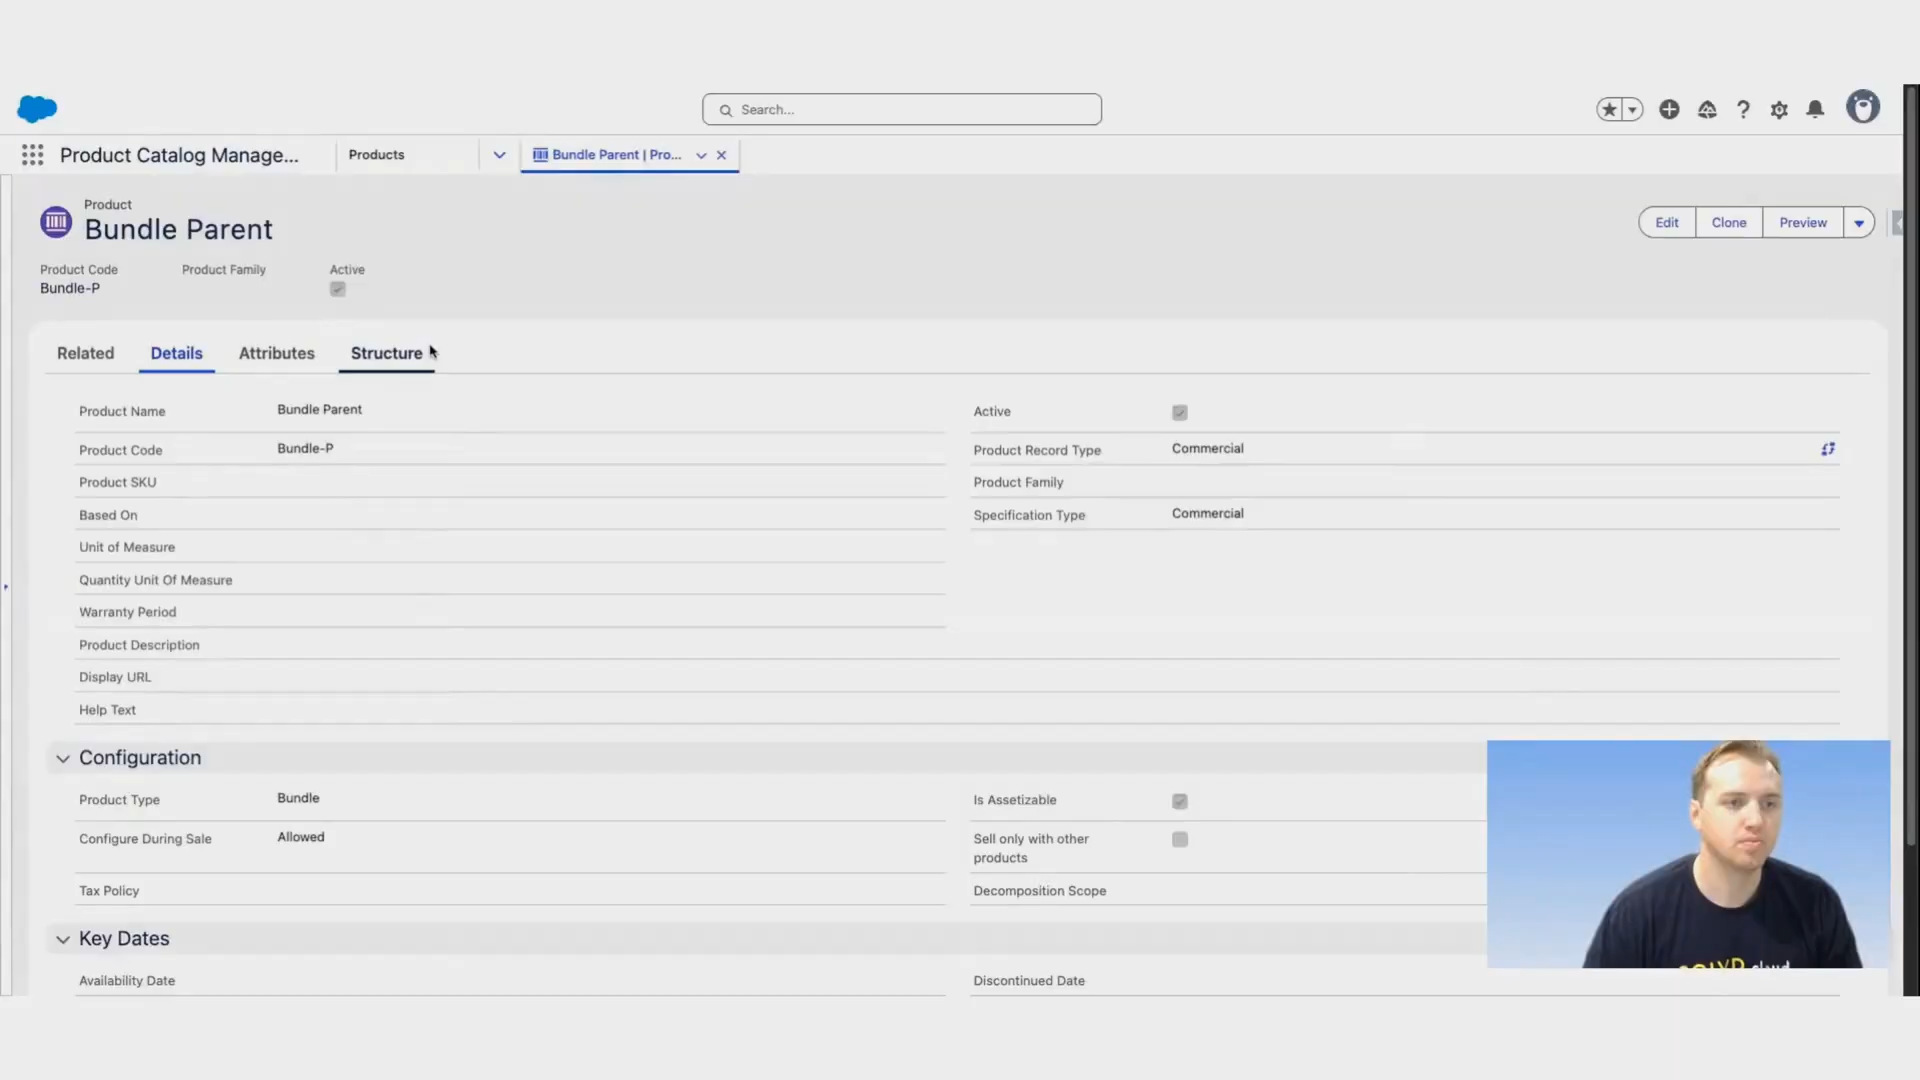 Search...
Product Catalog Manage...
Products
Bundle Parent | Pro...
Product
Bundle Parent
Edit
Clone
Preview
Product Code
Product Family
Active
Bundle-P
Related
Details
Attributes
Structure
Product Name
Bundle Parent
Active
Product Code
Bundle-P
Product Record Type
Commercial
Product SKU
Product Family
Based On
Specification Type
Commercial
Unit of Measure
Quantity Unit Of Measure
Warranty Period
Product Description
Display URL
Help Text
Configuration
Product Type
Bundle
Is Assetizable
Configure During Sale
Allowed
Sell only with other
products
Tax Policy
Decomposition Scope
Key Dates
Availability Date
Discontinued Date